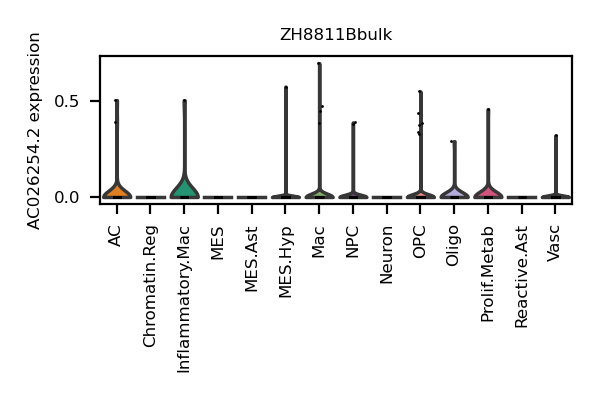 ZH8811Bbulk
AC026254.2 expression
0.5
0.0
AC
Chromatin.Reg
Inflammatory.Mac
MES
MES.Ast
MES.Hyp
Mac
NPC
Neuron
OPC
Oligo
Prolif.Metab
Reactive.Ast
Vasc